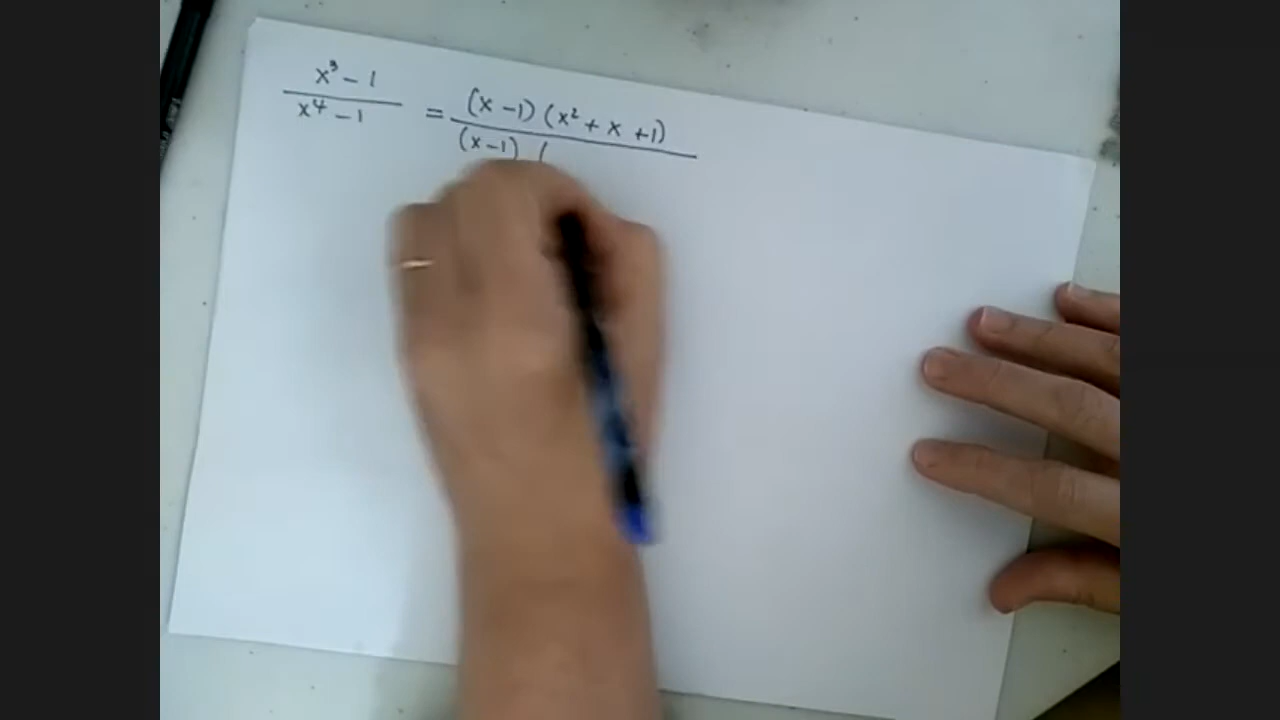 x³ - 1 / x⁴ - 1 = (x - 1) (x² + x + 1) / (x - 1) (